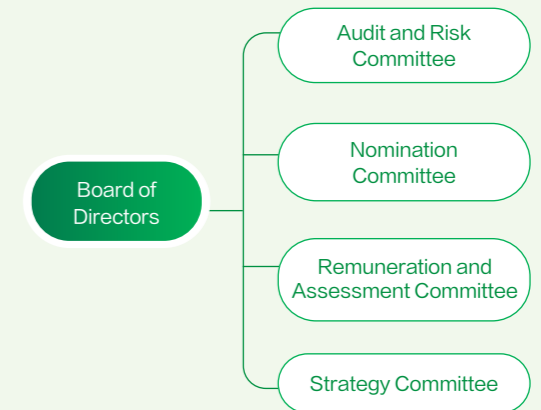 Audit and Risk
Committee
Nomination
Committee
Board of
Directors
Remuneration and
Assessment Committee
Strategy Committee